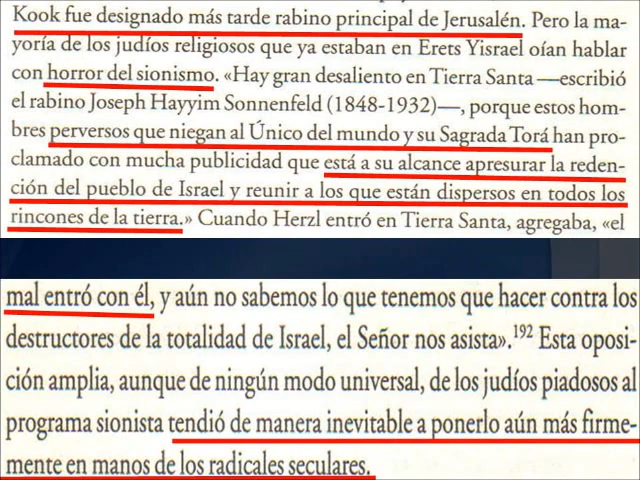 Kook fue designado más tarde rabino principal de Jerusalén. Pero la ma-
yoría de los judíos religiosos que ya estaban en Erets Yisrael oían hablar
con horror del sionismo. «Hay gran desaliento en Tierra Santa —escribió
el rabino Joseph Hayyim Sonnenfeld (1848-1932)—, porque estos hom-
bres perversos que niegan al Único del mundo y su Sagrada Torá han pro-
clamado con mucha publicidad que está a su alcance apresurar la reden-
ción del pueblo de Israel y reunir a los que están dispersos en todos los
rincones de la tierra.» Cuando Herzl entró en Tierra Santa, agregaba, «el
mal entró con él, y aún no sabemos lo que tenemos que hacer contra los
destructores de la totalidad de Israel, el Señor nos asista».192 Esta oposi-
ción amplia, aunque de ningún modo universal, de los judíos piadosos al
programa sionista tendió de manera inevitable a ponerlo aún más firme-
mente en manos de los radicales seculares.